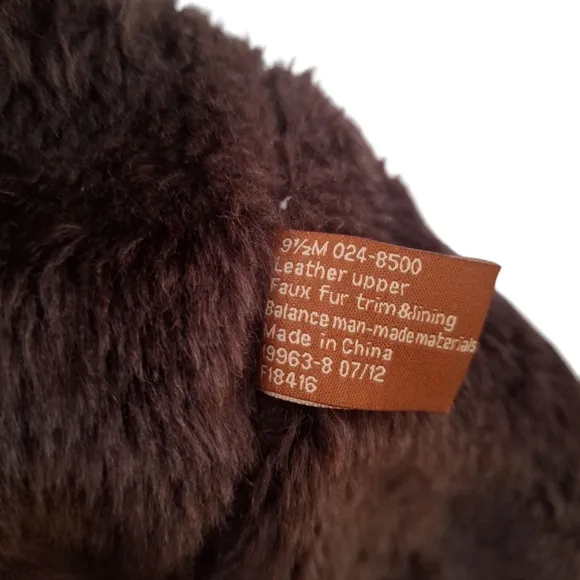 9½M 024-8500
Leather upper
Faux fur trim&lining
Balance man-made materials
Made in China
9963-8 07/12
F18416